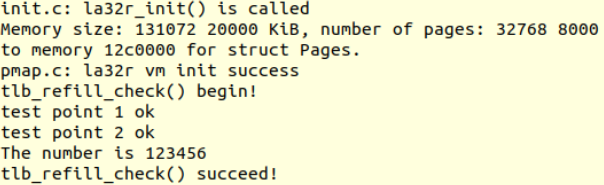 init.c: la32r_init() is called
Memory size: 131072 20000 KiB, number of pages: 32768 8000
to memory 12c0000 for struct Pages.
pmap.c: la32r vm init success
tlb_refill_check() begin!
test point 1 ok
test point 2 ok
The number is 123456
tlb_refill_check() succeed!